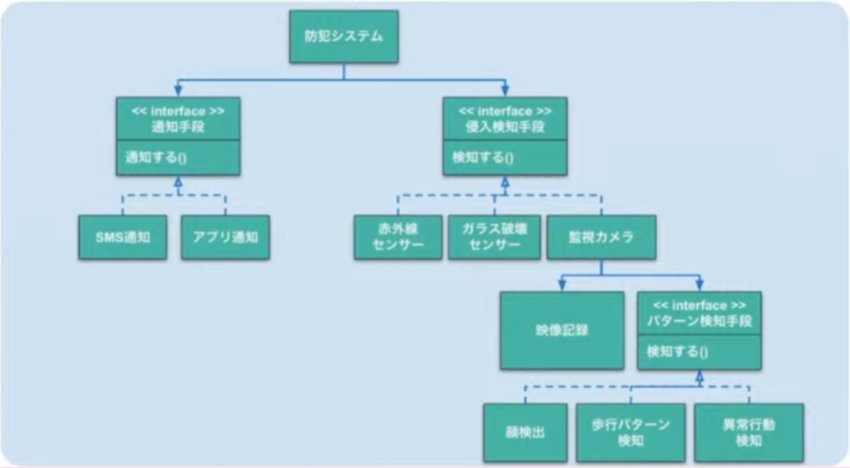 防犯システム
<< interface >>
通知手段
通知する()
<< interface >>
侵入検知手段
検知する()
SMS通知
アプリ通知
赤外線
センサー
ガラス破壊
センサー
監視カメラ
映像記録
<< interface >>
パターン検知手段
検知する()
顔検出
歩行パターン
検知
異常行動
検知